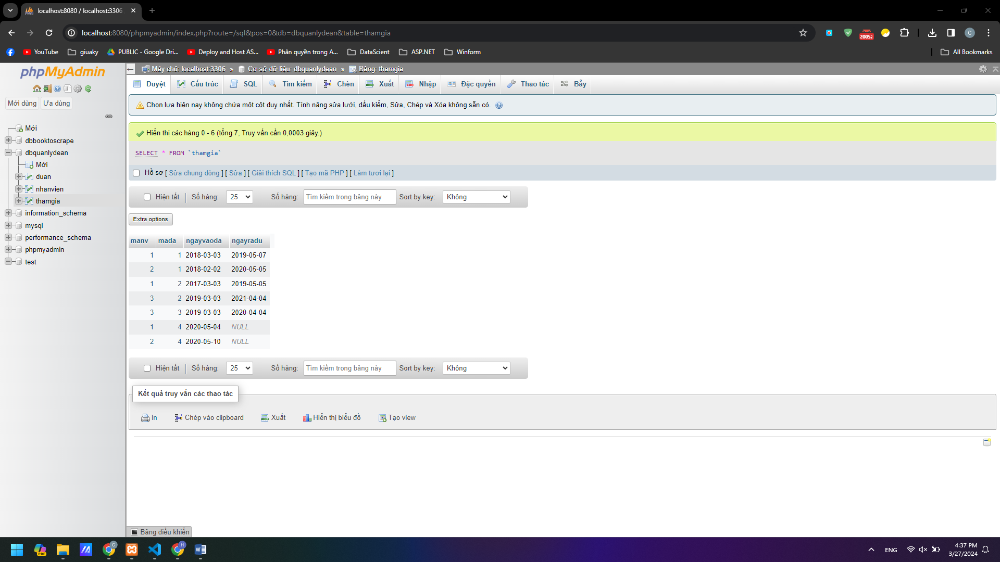 localhost:8080 / localhost:3306
localhost:8080/phpmyadmin/index.php?route=/sql&pos=0&db=dbquanlydean&table=thamgia
20052
C
YouTube
giuaky
PUBLIC - Google Dri...
Deploy and Host AS...
Phân quyền trong A...
DataScient
ASP.NET
Winform
All Bookmarks
phpMyAdmin
Mới dùng Ưa dùng
Mới
dbbooktoscrape
dbquanlydean
Mới
duan
nhanvien
thamgia
information_schema
mysql
performance_schema
phpmyadmin
test
Máy chủ: localhost:3306 » Cơ sở dữ liệu: dbquanlydean » Bảng: thamgia
Duyệt Cấu trúc SQL Tìm kiếm Chèn Xuất Nhập Đặc quyền Thao tác Bẫy
Chọn lựa hiện nay không chứa một cột duy nhất. Tính năng sửa lưới, dấu kiểm, Sửa, Chép và Xóa không sẵn có.
Hiển thị các hàng 0 - 6 (tổng 7, Truy vấn cần 0,0003 giây.)
SELECT * FROM `thamgia`
Hồ sơ [ Sửa chung dòng ] [ Sửa ] [ Giải thích SQL ] [ Tạo mã PHP ] [ Làm tươi lại ]
Hiện tất | Số hàng: 25 Số hàng: Tìm kiếm trong bảng này Sort by key: Không
Extra options
manv mada ngayvaoda ngayradu
1 1 2018-03-03 2019-05-07
2 1 2018-02-02 2020-05-05
1 2 2017-03-03 2019-05-05
3 2 2019-03-03 2021-04-04
3 3 2019-03-03 2020-04-04
1 4 2020-05-04 NULL
2 4 2020-05-10 NULL
Hiện tất | Số hàng: 25 Số hàng: Tìm kiếm trong bảng này Sort by key: Không
Kết quả truy vấn các thao tác
In Chép vào clipboard Xuất Hiển thị biểu đồ Tạo view
Bảng điều khiển
PRE
C
H
ENG
4:37 PM
3/27/2024